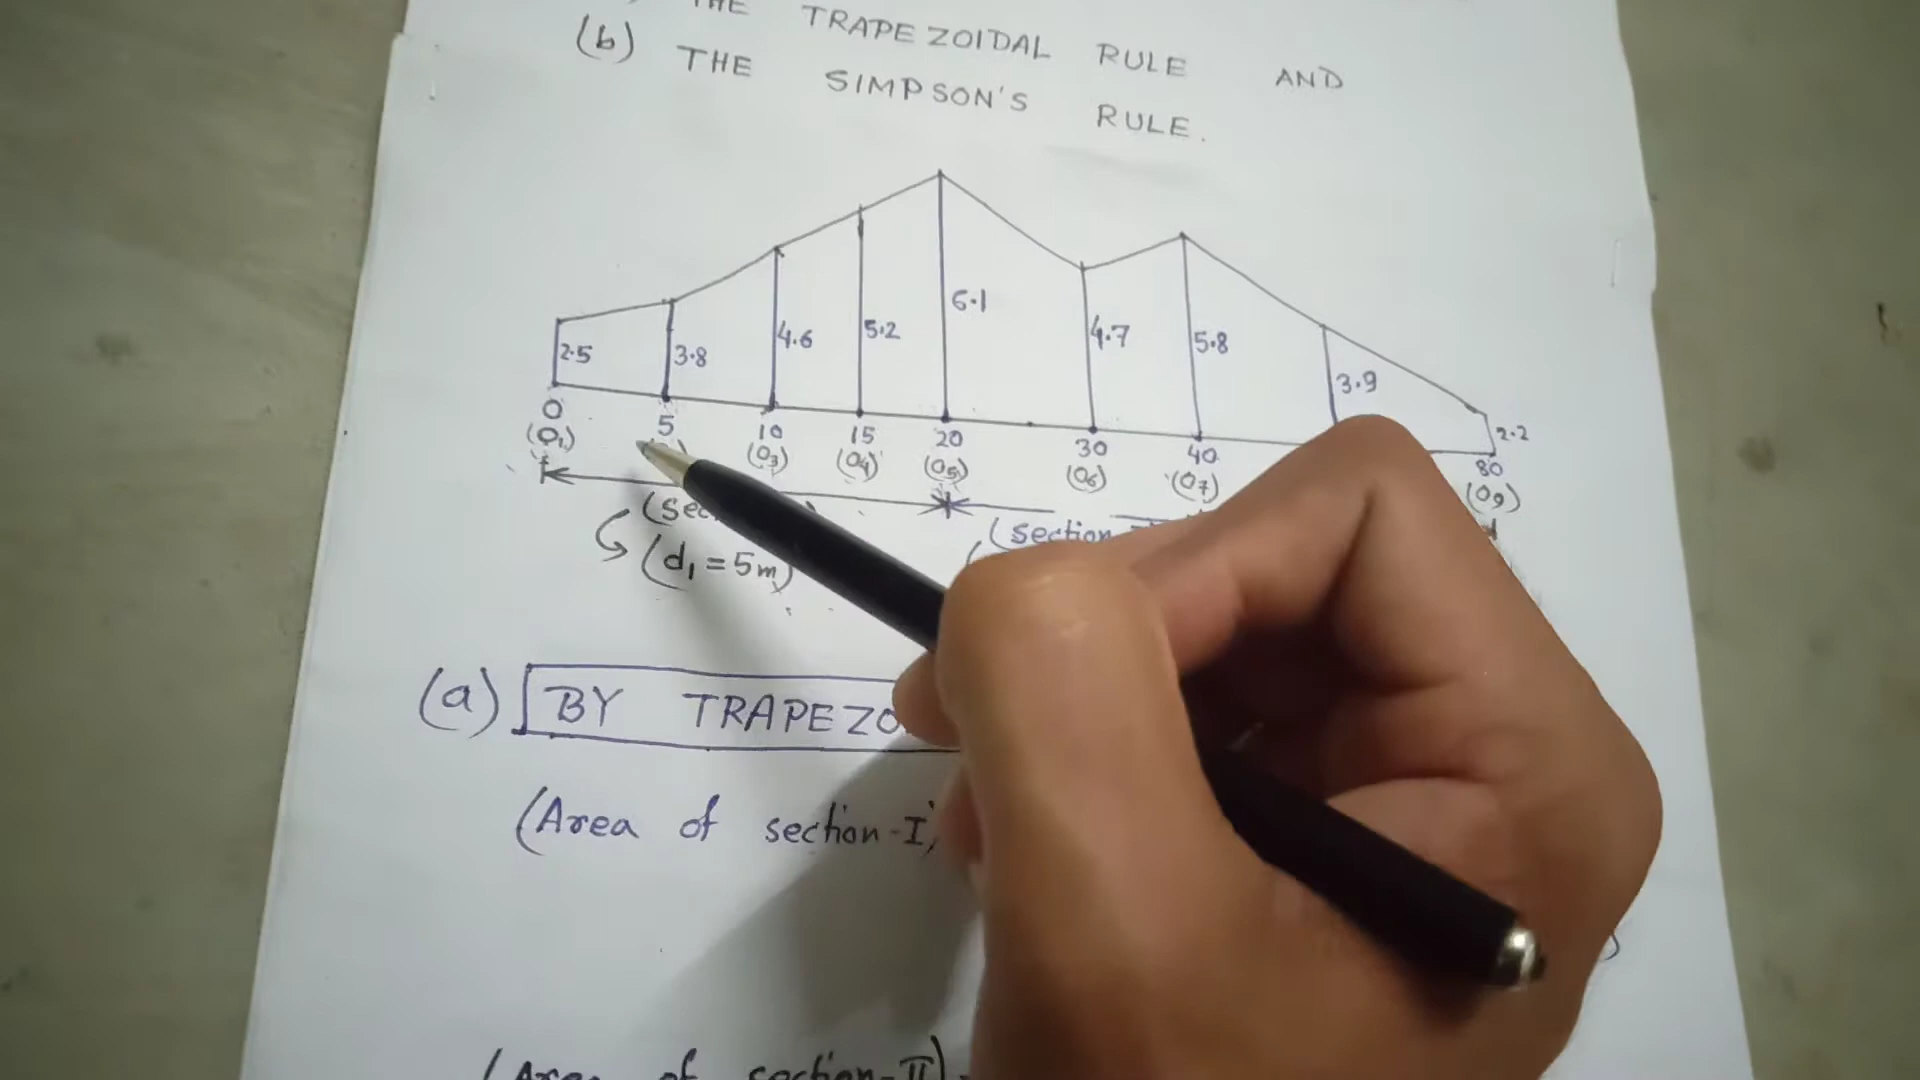 THE TRAPEZOIDAL RULE AND
(b) THE SIMPSON'S RULE.
2.5 3.8 4.6 5.2 6.1 4.7 5.8 3.9 2.2
0 5 10 15 20 30 40 80
(O1) (O3) (O4) (O5) (O6) (O7) (O9)
(section
(d1 = 5m)
(a) BY
(Area of section-I)
(Area of section-II)